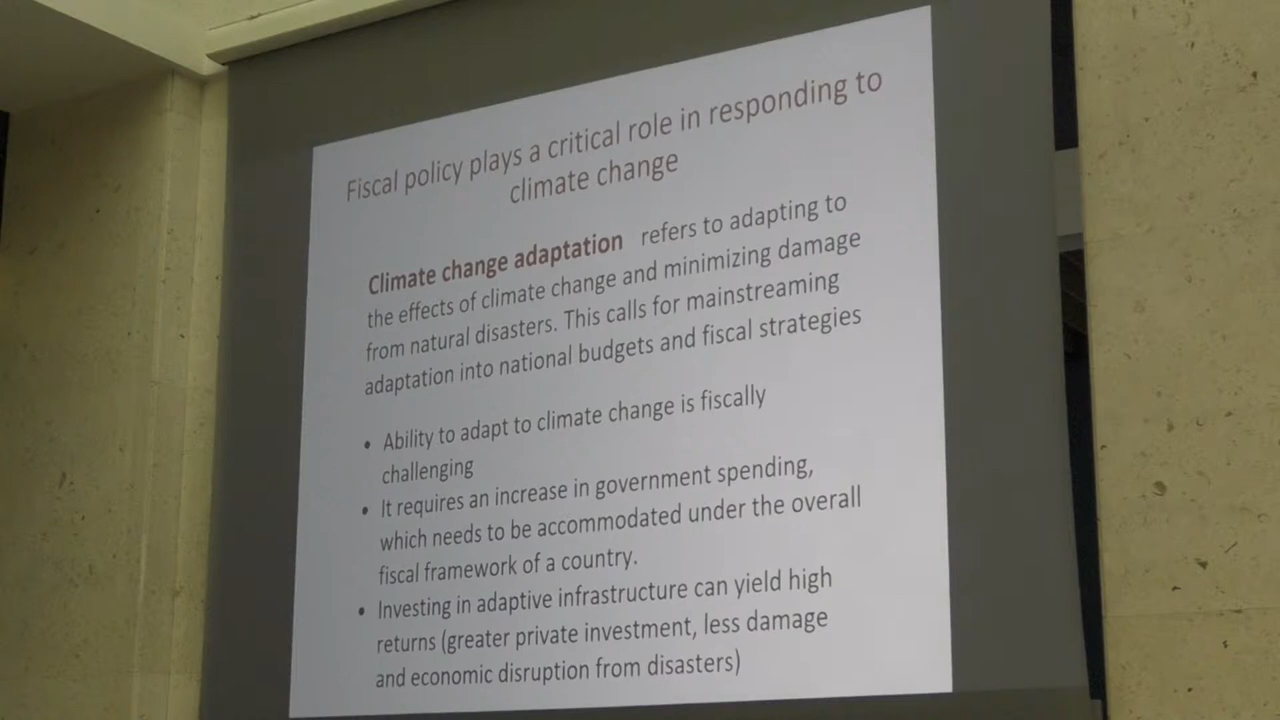 Fiscal policy plays a critical role in responding to
climate change
Climate change adaptation refers to adapting to
the effects of climate change and minimizing damage
from natural disasters. This calls for mainstreaming
adaptation into national budgets and fiscal strategies
• Ability to adapt to climate change is fiscally
challenging
• It requires an increase in government spending,
which needs to be accommodated under the overall
fiscal framework of a country.
• Investing in adaptive infrastructure can yield high
returns (greater private investment, less damage
and economic disruption from disasters)